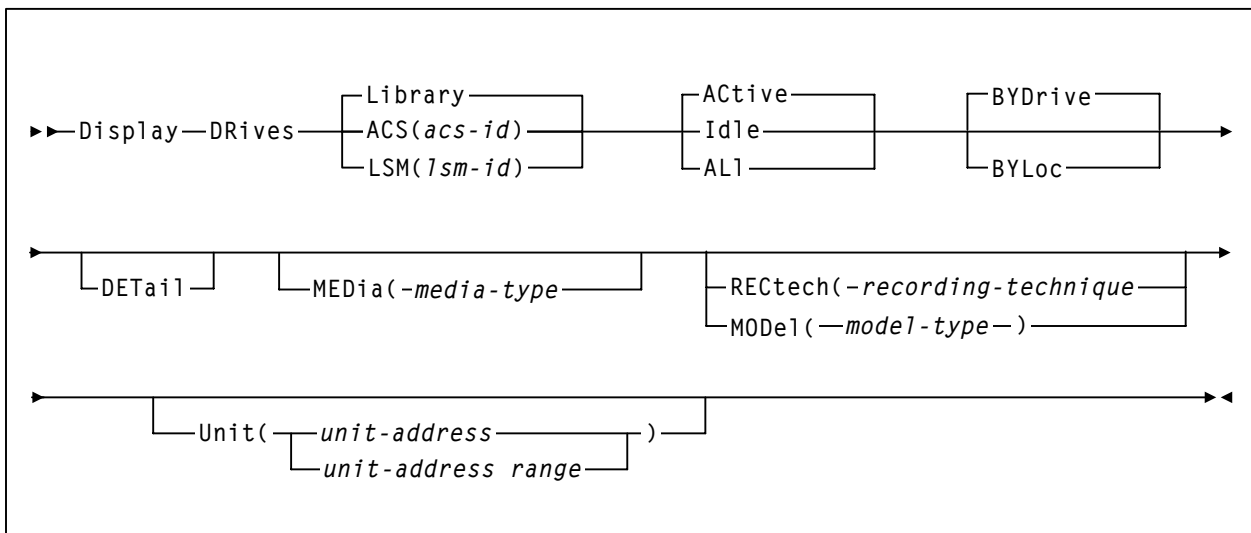 Library
Display DRives ACS(acs-id)
LSM(lsm-id)
ACtive
Idle
ALl
BYDrive
BYLoc
DETail
MEDia(-media-type
RECtech(-recording-technique
MODel(—model-type—)
Unit( unit-address )
unit-address range